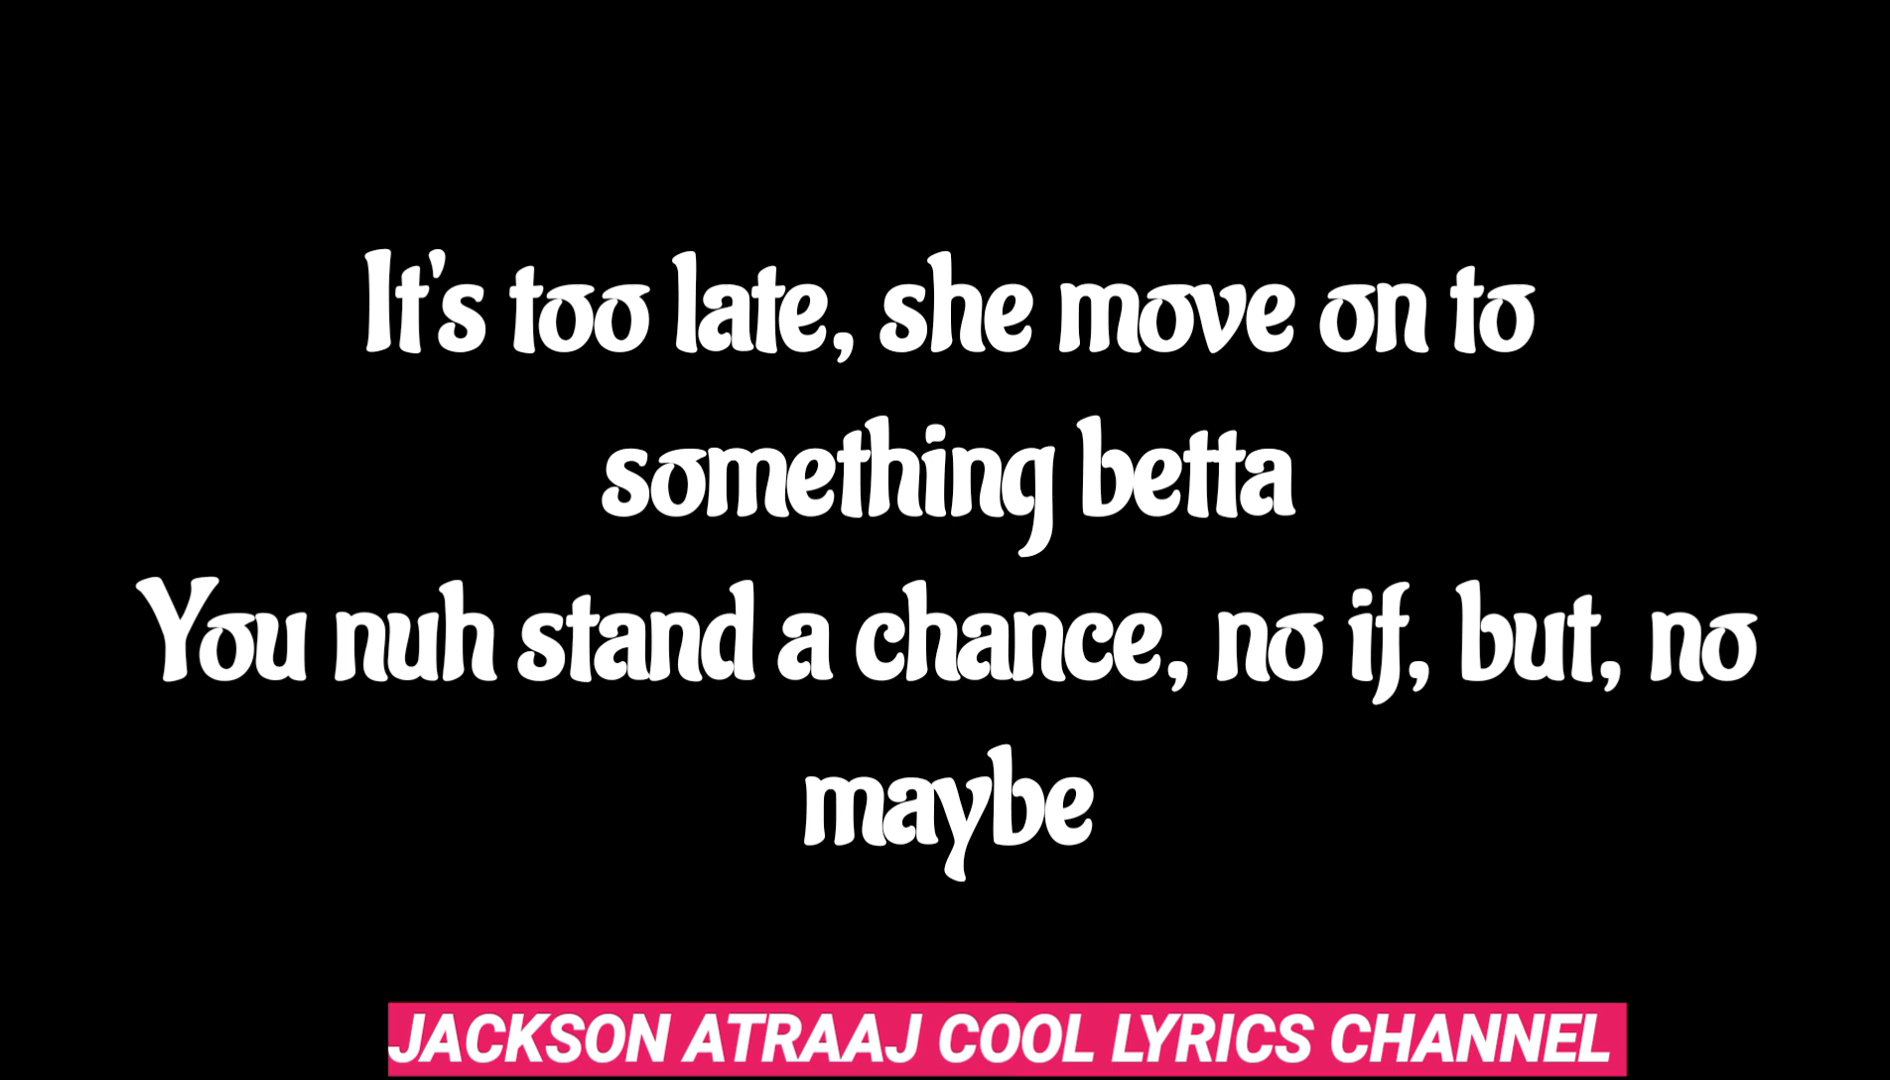 It's too late, she move on to
something betta
You nuh stand a chance, no if, but, no
maybe
JACKSON ATRAAJ COOL LYRICS CHANNEL